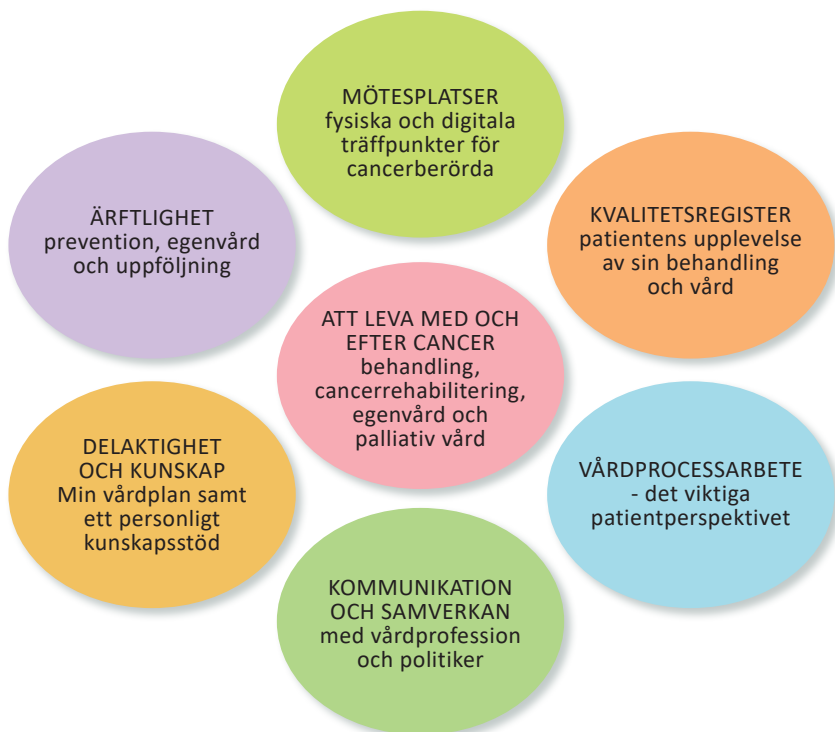 MÖTESPLATSER
fysiska och digitala
träffpunkter för
cancerberörda
ÄRFTLIGHET
prevention, egenvård
och uppföljning
KVALITETSREGISTER
patientens upplevelse
av sin behandling
och vård
ATT LEVA MED OCH
EFTER CANCER
behandling,
cancerrehabilitering,
egenvård och
palliativ vård
DELAKTIGHET
OCH KUNSKAP
Min vårdplan samt
ett personligt
kunskapsstöd
VÅRDPROCESSARBETE
- det viktiga
patientperspektivet
KOMMUNIKATION
OCH SAMVERKAN
med vårdprofession
och politiker